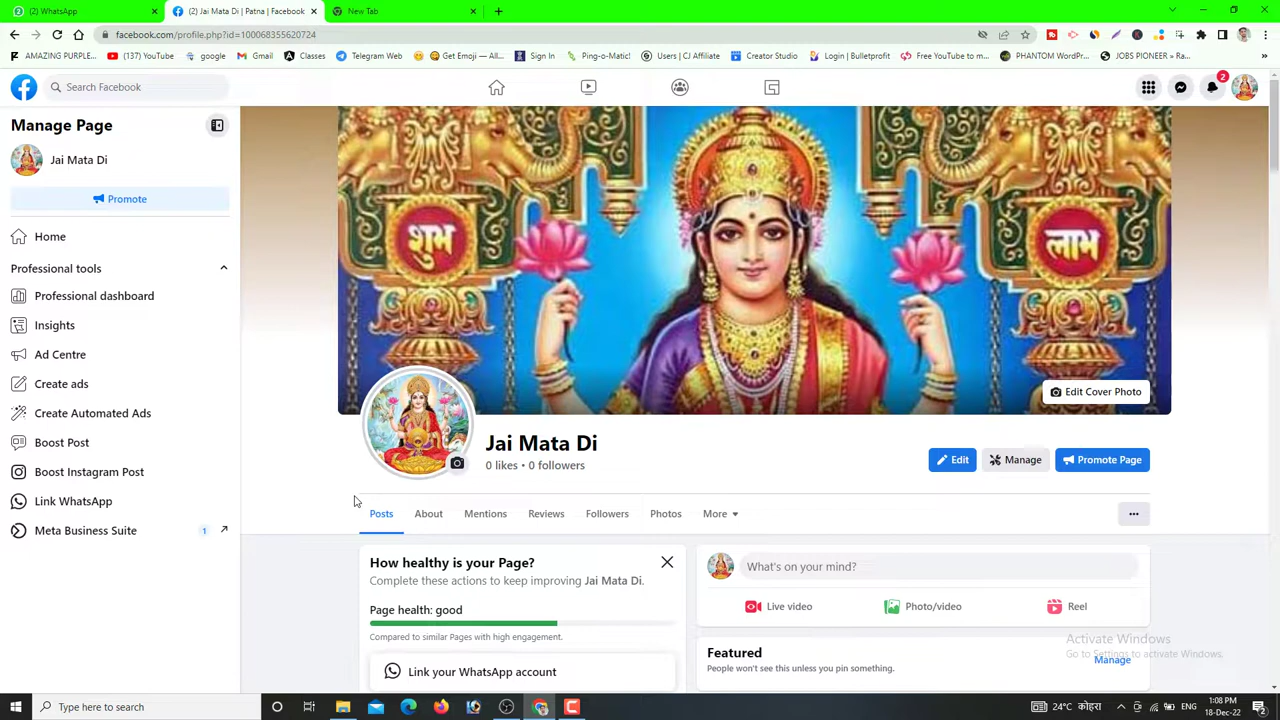 (2) WhatsApp
(2) Jai Mata Di | Patna | Facebook
New Tab
facebook.com/profile.php?id=100068355620724
AMAZING PURPLE...
(137) YouTube
google
Gmail
Classes
Telegram Web
Get Emoji — All Em...
Sign In
Ping-o-Matic!
Users | CJ Affiliate
Creator Studio
Login | Bulletprofit
Free YouTube to m...
PHANTOM WordPr...
JOBS PIONEER » Ra...
Search Facebook
2
Manage Page
Jai Mata Di
Promote
Home
Professional tools
Professional dashboard
Insights
Ad Centre
Create ads
Create Automated Ads
Boost Post
Boost Instagram Post
Link WhatsApp
Meta Business Suite
1
शुभ
लाभ
Edit Cover Photo
Jai Mata Di
0 likes • 0 followers
Edit
Manage
Promote Page
Posts
About
Mentions
Reviews
Followers
Photos
More
How healthy is your Page?
Complete these actions to keep improving Jai Mata Di.
Page health: good
Compared to similar Pages with high engagement.
Link your WhatsApp account
What's on your mind?
Live video
Photo/video
Reel
Featured
People won't see this unless you pin something.
Manage
Activate Windows
Go to Settings to activate Windows.
Type here to search
24°C कोहरा
ENG
1:08 PM
18-Dec-22
2